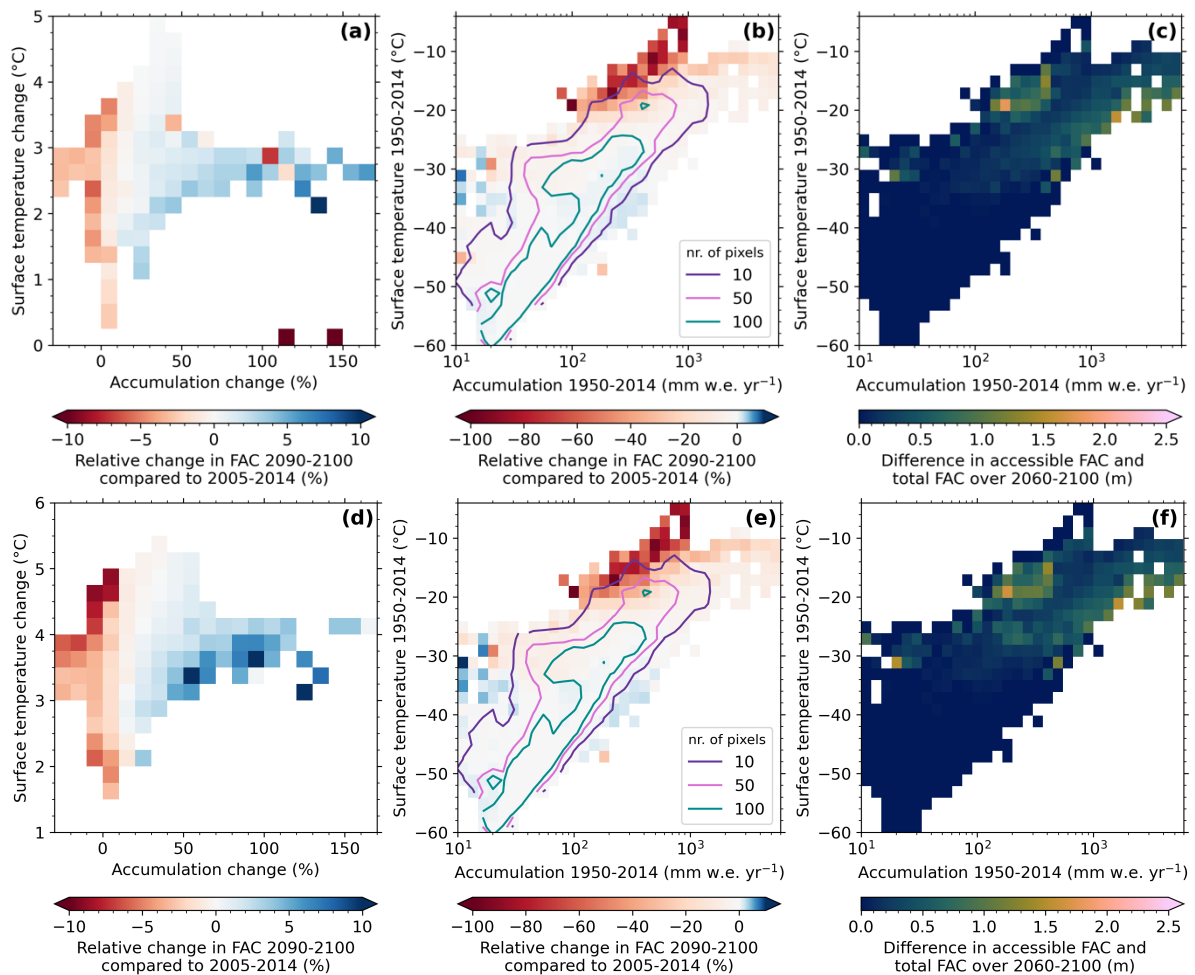 (a)
Surface temperature change (°C)
5
4
3
2
1
0
0 50 100 150
Accumulation change (%)
−10 −5 0 5 10
Relative change in FAC 2090-2100
compared to 2005-2014 (%)
(b)
Surface temperature 1950-2014 (°C)
−10
−20
−30
−40
−50
−60
nr. of pixels
10
50
100
10¹ 10² 10³
Accumulation 1950-2014 (mm w.e. yr⁻¹)
−100 −80 −60 −40 −20 0
Relative change in FAC 2090-2100
compared to 2005-2014 (%)
(c)
Surface temperature 1950-2014 (°C)
−10
−20
−30
−40
−50
−60
10¹ 10² 10³
Accumulation 1950-2014 (mm w.e. yr⁻¹)
0.0 0.5 1.0 1.5 2.0 2.5
Difference in accessible FAC and
total FAC over 2060-2100 (m)
(d)
Surface temperature change (°C)
6
5
4
3
2
1
0 50 100 150
Accumulation change (%)
−10 −5 0 5 10
Relative change in FAC 2090-2100
compared to 2005-2014 (%)
(e)
Surface temperature 1950-2014 (°C)
−10
−20
−30
−40
−50
−60
nr. of pixels
10
50
100
10¹ 10² 10³
Accumulation 1950-2014 (mm w.e. yr⁻¹)
−100 −80 −60 −40 −20 0
Relative change in FAC 2090-2100
compared to 2005-2014 (%)
(f)
Surface temperature 1950-2014 (°C)
−10
−20
−30
−40
−50
−60
10¹ 10² 10³
Accumulation 1950-2014 (mm w.e. yr⁻¹)
0.0 0.5 1.0 1.5 2.0 2.5
Difference in accessible FAC and
total FAC over 2060-2100 (m)